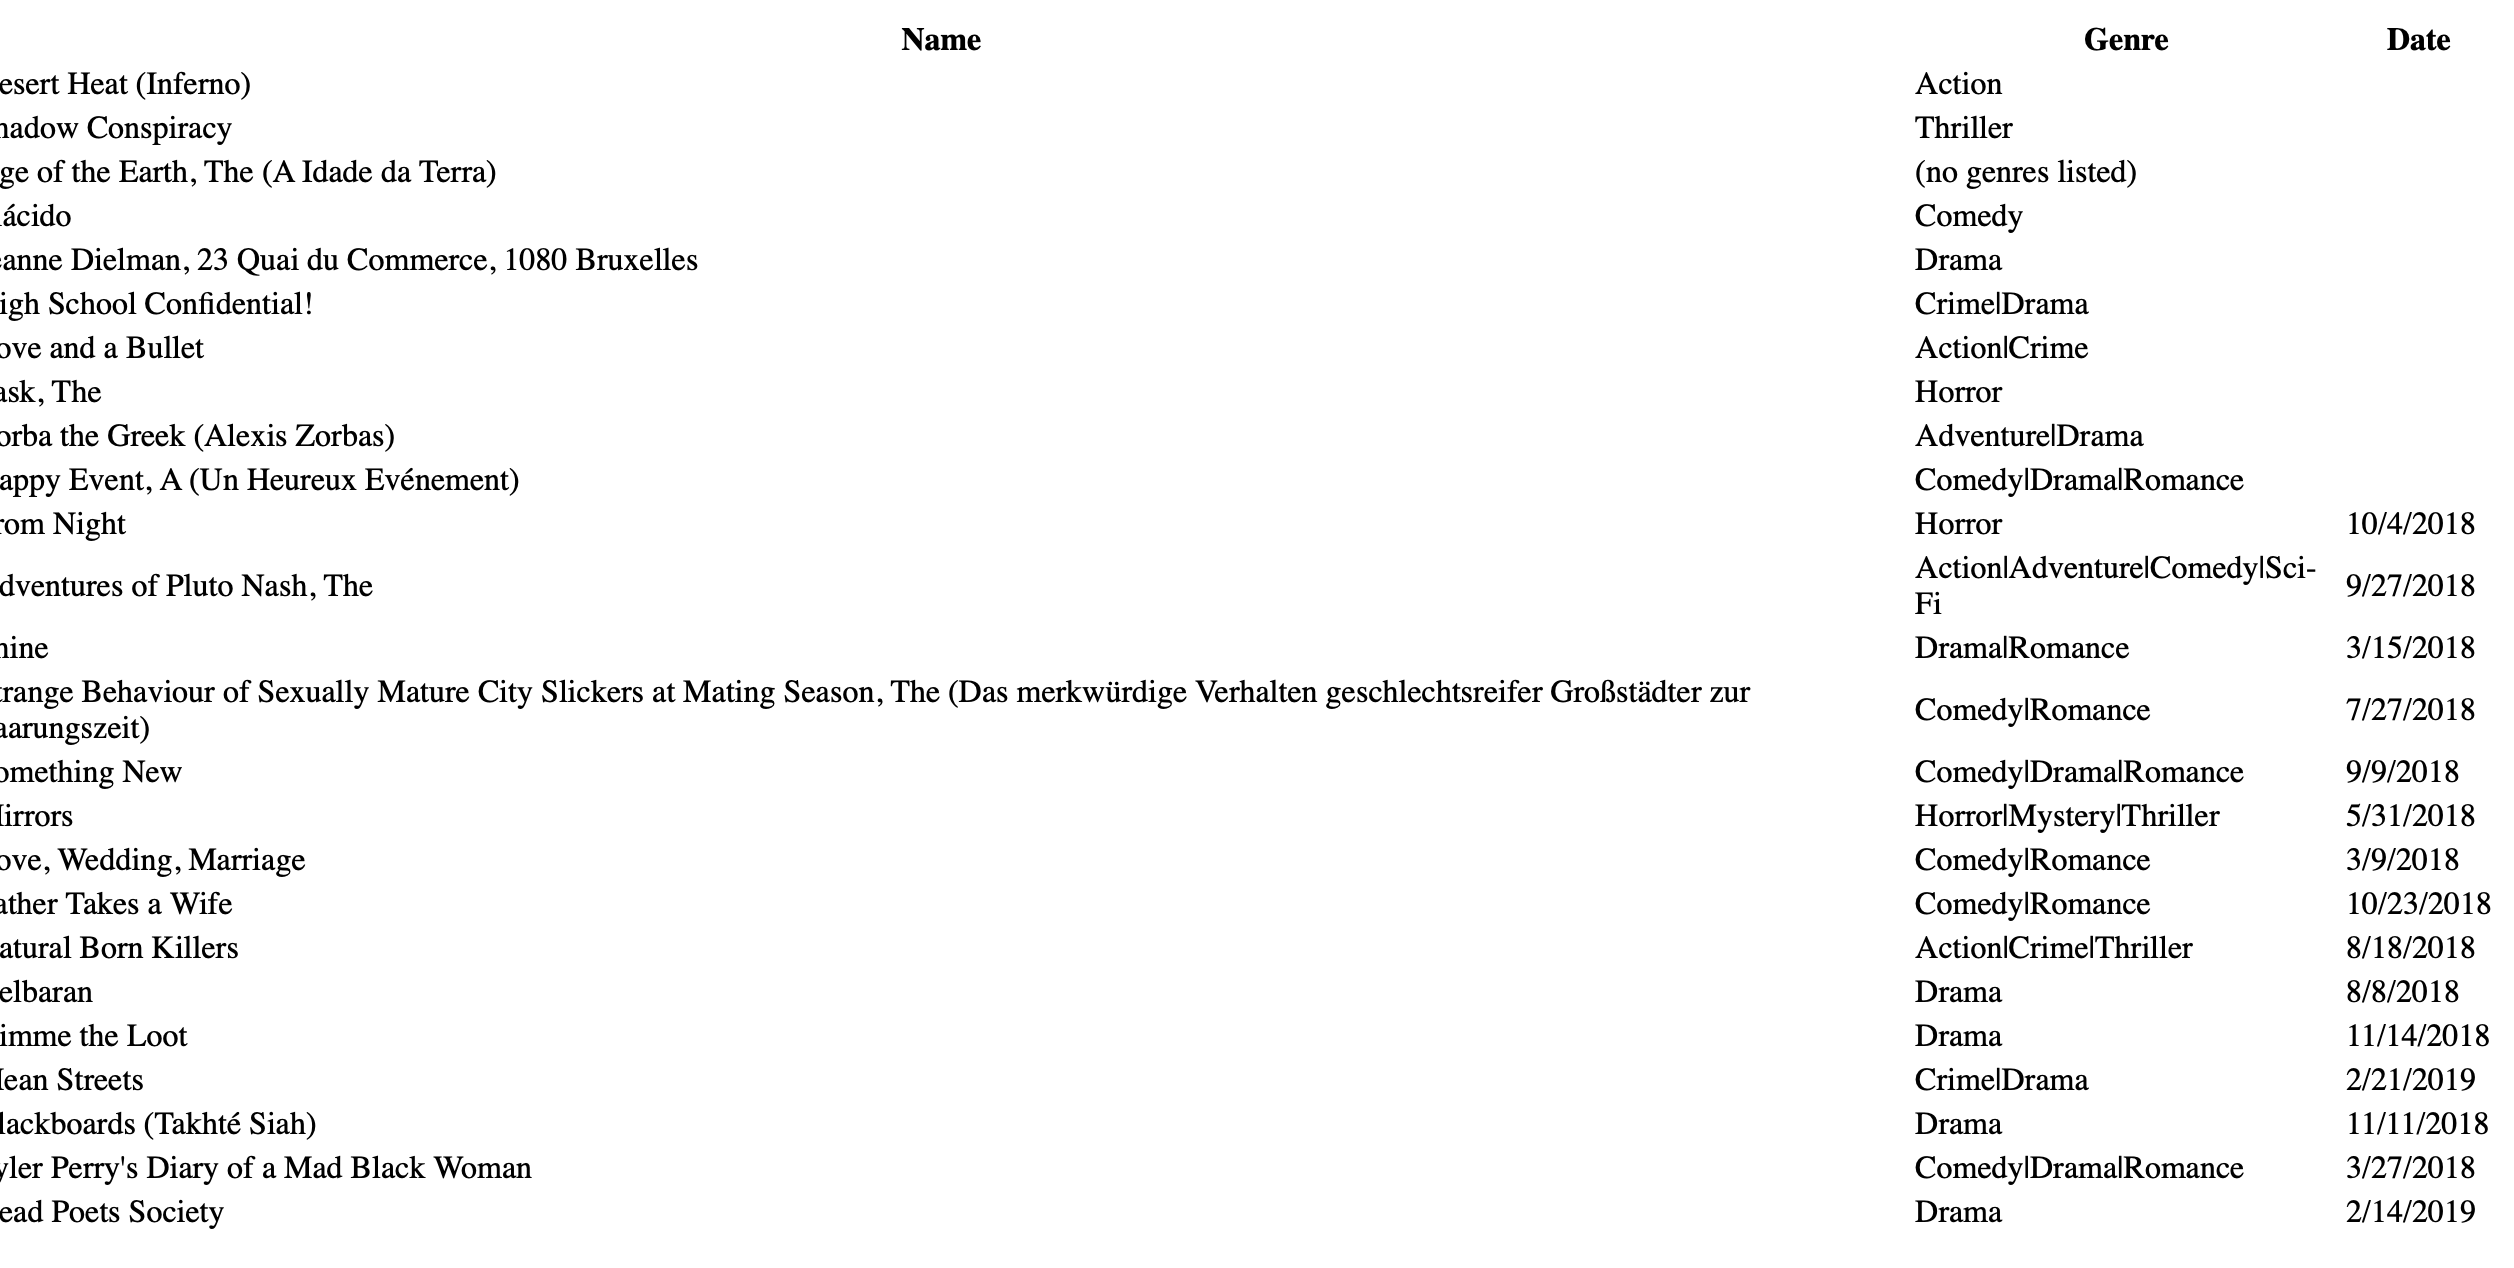 Name Genre Date
esert Heat (Inferno) Action
hadow Conspiracy Thriller
ge of the Earth, The (A Idade da Terra) (no genres listed)
lácido Comedy
eanne Dielman, 23 Quai du Commerce, 1080 Bruxelles Drama
igh School Confidential! Crime|Drama
ove and a Bullet Action|Crime
ask, The Horror
orba the Greek (Alexis Zorbas) Adventure|Drama
appy Event, A (Un Heureux Evénement) Comedy|Drama|Romance
rom Night Horror 10/4/2018
dventures of Pluto Nash, The Action|Adventure|Comedy|Sci-
Fi 9/27/2018
hine Drama|Romance 3/15/2018
trange Behaviour of Sexually Mature City Slickers at Mating Season, The (Das merkwürdige Verhalten geschlechtsreifer Großstädter zur
aarungszeit) Comedy|Romance 7/27/2018
omething New Comedy|Drama|Romance 9/9/2018
irrors Horror|Mystery|Thriller 5/31/2018
ove, Wedding, Marriage Comedy|Romance 3/9/2018
ather Takes a Wife Comedy|Romance 10/23/2018
atural Born Killers Action|Crime|Thriller 8/18/2018
elbaran Drama 8/8/2018
imme the Loot Drama 11/14/2018
ean Streets Crime|Drama 2/21/2019
lackboards (Takhté Siah) Drama 11/11/2018
yler Perry's Diary of a Mad Black Woman Comedy|Drama|Romance 3/27/2018
ead Poets Society Drama 2/14/2019